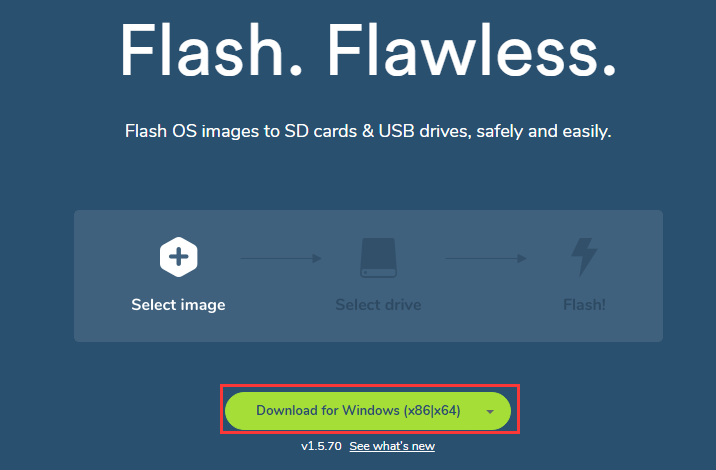 Flash. Flawless.
Flash OS images to SD cards & USB drives, safely and easily.
Select image
Select drive
Flash!
Download for Windows (x86|x64)
v1.5.70 See what's new